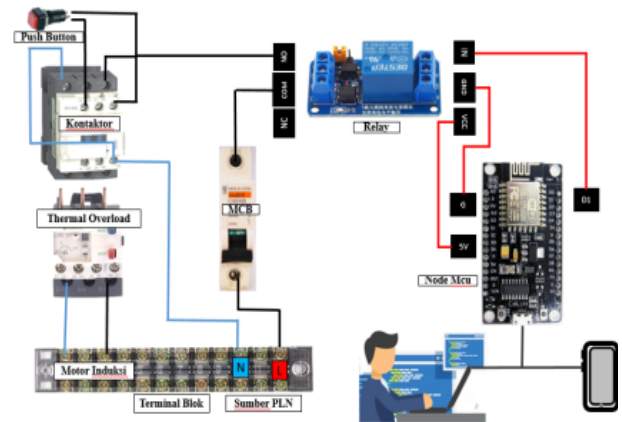 Push Button
Kontaktor
Thermal Overload
NO
COM
NC
MCB
Relay
IN
GND
VCC
G
5V
D1
Node Mcu
Motor Induksi
N
L
Terminal Blok
Sumber PLN